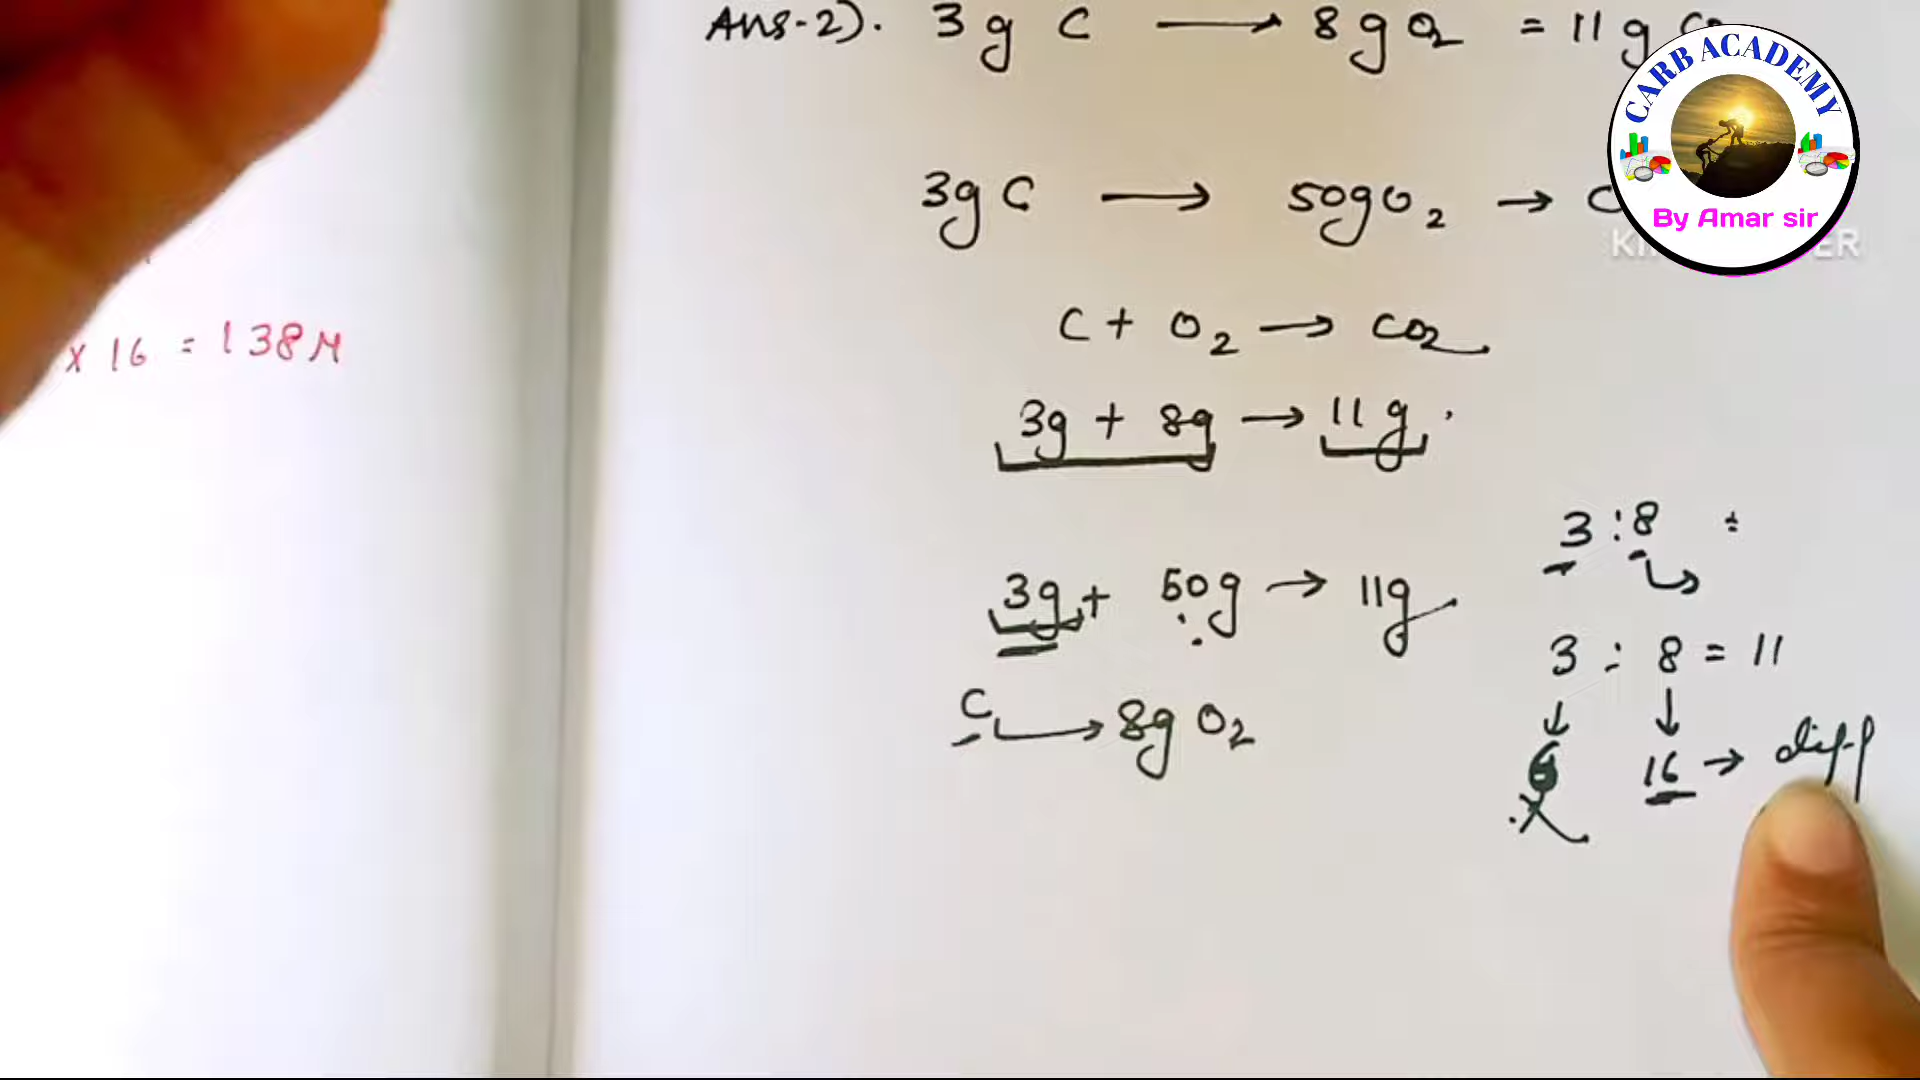 Ans-2). 3g C → 8g O2 = 11g
CARB ACADEMY
By Amar sir
3g C → 50g O2 → C
C + O2 → CO2
x 16 = 138M
3g + 8g → 11g.
3 : 8 =
3g + 50g → 11g
3 : 8 = 11
C → 8g O2
16 → diff